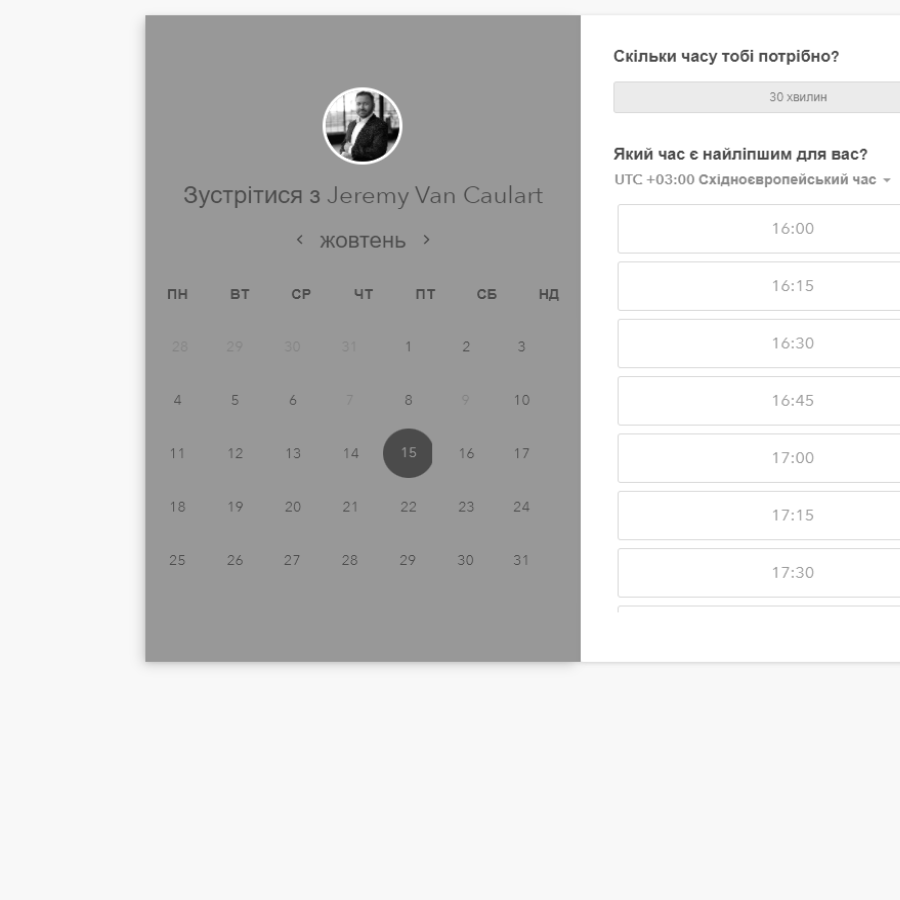 Зустрітися з Jeremy Van Caulart
жовтень
ПН ВТ СР ЧТ ПТ СБ НД
28 29 30 31 1 2 3
4 5 6 7 8 9 10
11 12 13 14 15 16 17
18 19 20 21 22 23 24
25 26 27 28 29 30 31
Скільки часу тобі потрібно?
30 хвилин
Який час є найліпшим для вас?
UTC +03:00 Східноєвропейський час
16:00
16:15
16:30
16:45
17:00
17:15
17:30